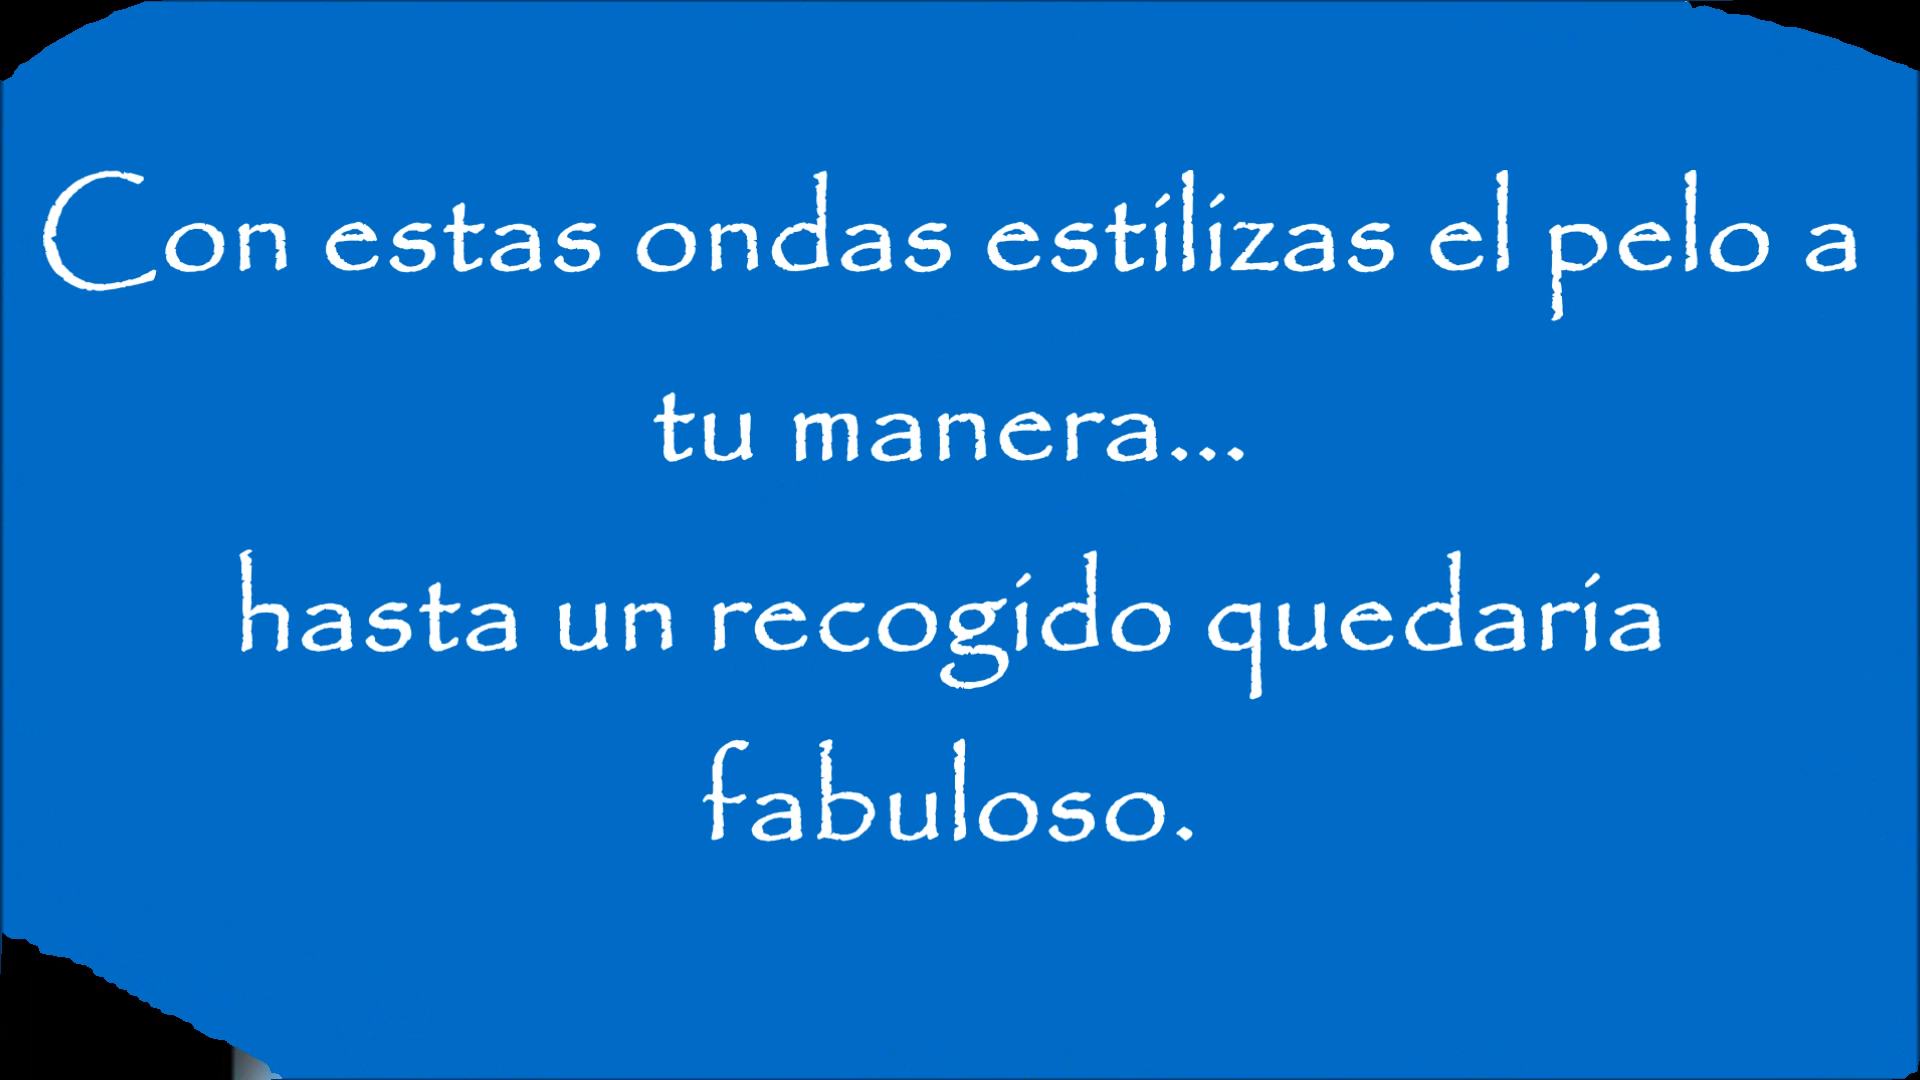 Con estas ondas estilizas el pelo a
tu manera...
hasta un recogido quedaría
fabuloso.